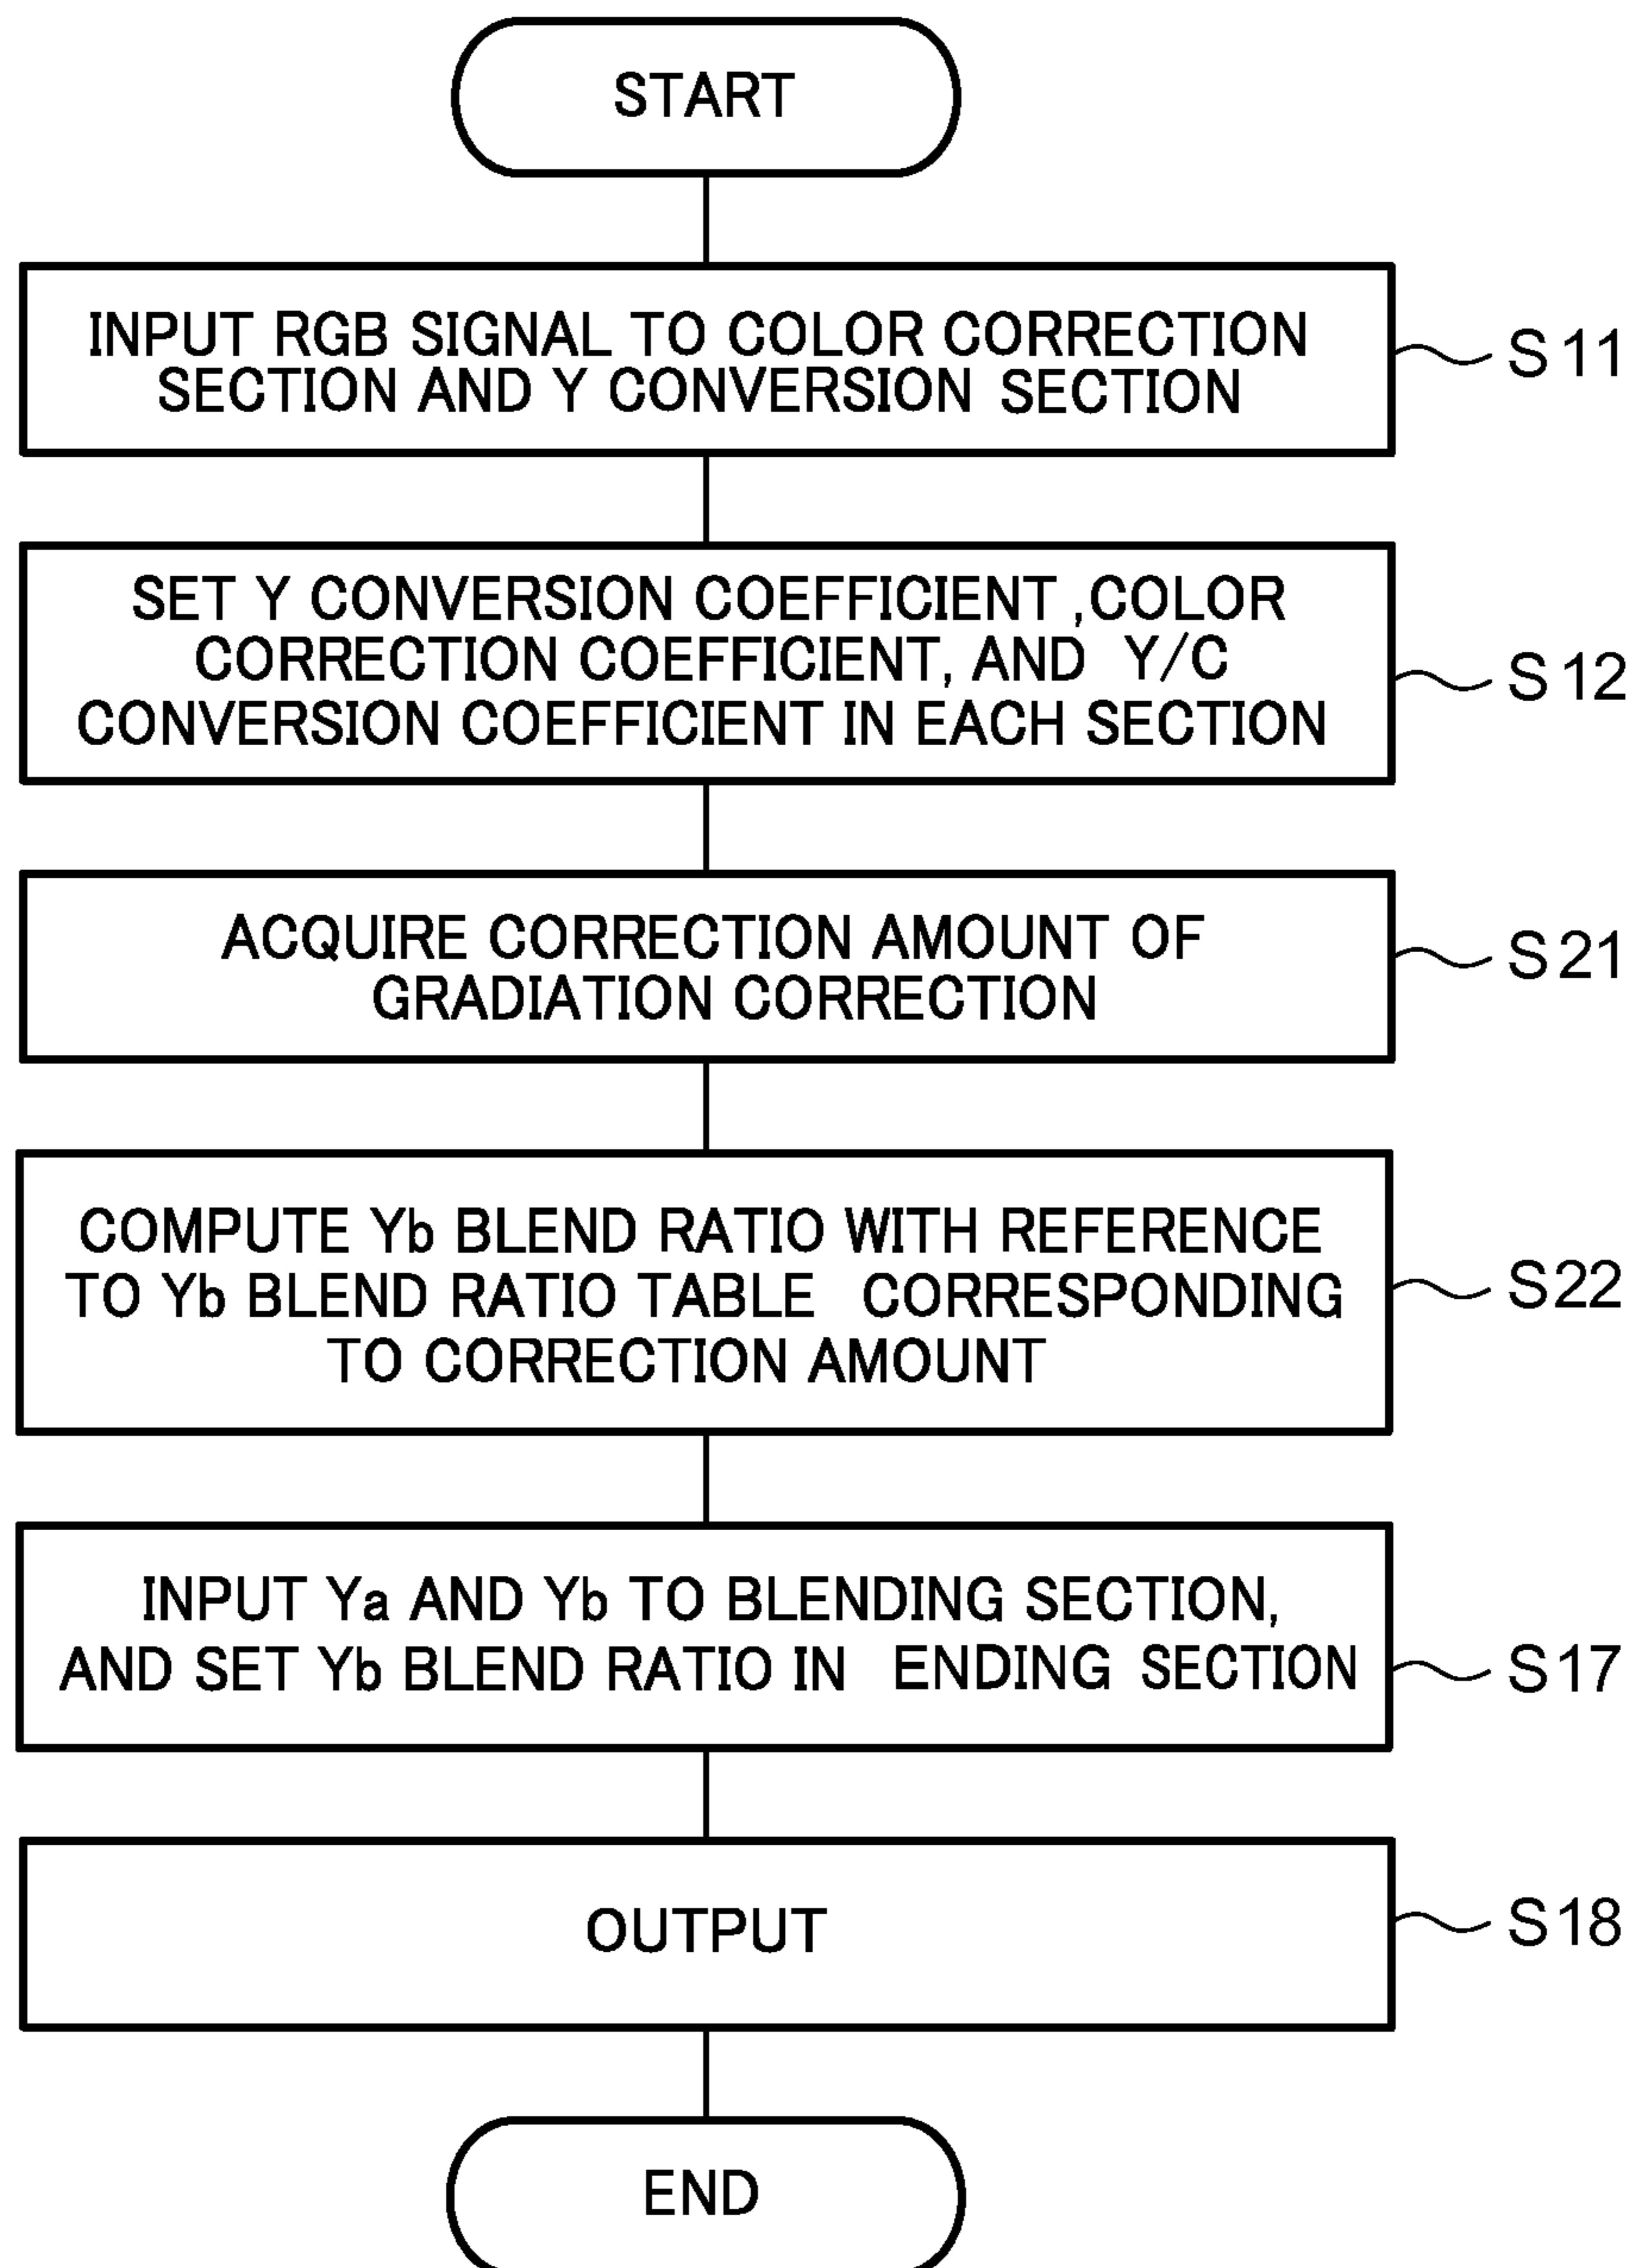 START
INPUT RGB SIGNAL TO COLOR CORRECTION
SECTION AND Y CONVERSION SECTION
S11
SET Y CONVERSION COEFFICIENT ,COLOR
CORRECTION COEFFICIENT, AND Y/C
CONVERSION COEFFICIENT IN EACH SECTION
S12
ACQUIRE CORRECTION AMOUNT OF
GRADIATION CORRECTION
S21
COMPUTE Yb BLEND RATIO WITH REFERENCE
TO Yb BLEND RATIO TABLE CORRESPONDING
TO CORRECTION AMOUNT
S22
INPUT Ya AND Yb TO BLENDING SECTION,
AND SET Yb BLEND RATIO IN ENDING SECTION
S17
OUTPUT
S18
END